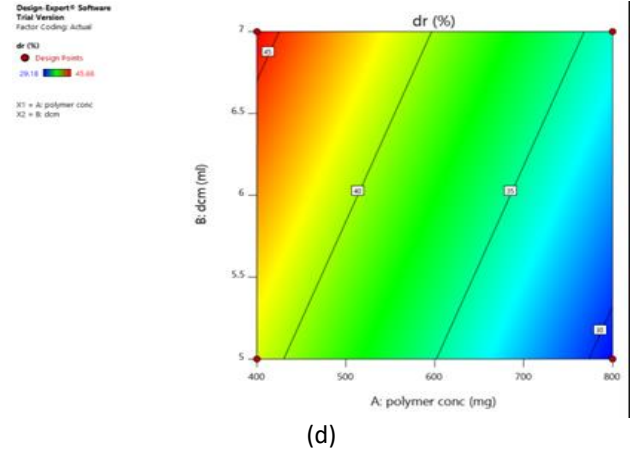 Design-Expert® Software
Trial Version
Factor Coding: Actual
dr (%)
Design Points
29.18 45.66
X1 = A: polymer conc
X2 = B: dcm
dr (%)
B: dcm (ml)
7
6.5
6
5.5
5
45
40
35
30
400 500 600 700 800
A: polymer conc (mg)
(d)